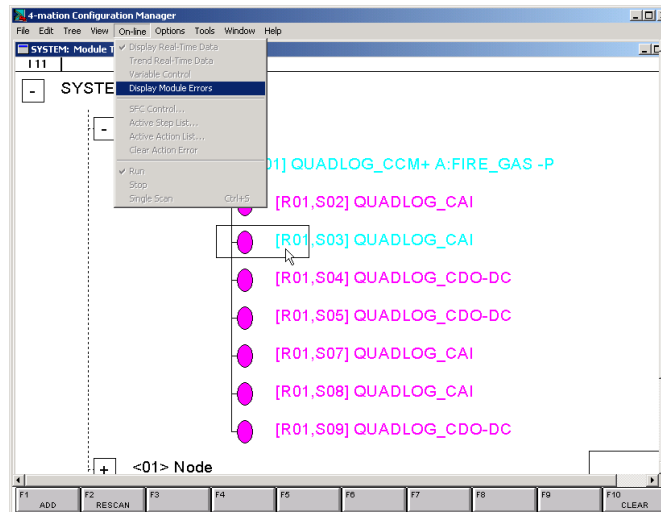 4-mation Configuration Manager
File Edit Tree View On-line Options Tools Window Help
SYSTEM: Module T
111
Display Real-Time Data
Trend Real-Time Data
Variable Control
Display Module Errors
SFC Control...
Active Step List...
Active Action List...
Clear Action Error
Run
Stop
Single Scan Ctrl+S
- SYSTE
-
01] QUADLOG_CCM+ A:FIRE_GAS -P
[R01,S02] QUADLOG_CAI
[R01,S03] QUADLOG_CAI
[R01,S04] QUADLOG_CDO-DC
[R01,S05] QUADLOG_CDO-DC
[R01,S07] QUADLOG_CAI
[R01,S08] QUADLOG_CAI
[R01,S09] QUADLOG_CDO-DC
+ <01> Node
F1 ADD F2 RESCAN F3 F4 F5 F6 F7 F8 F9 F10 CLEAR